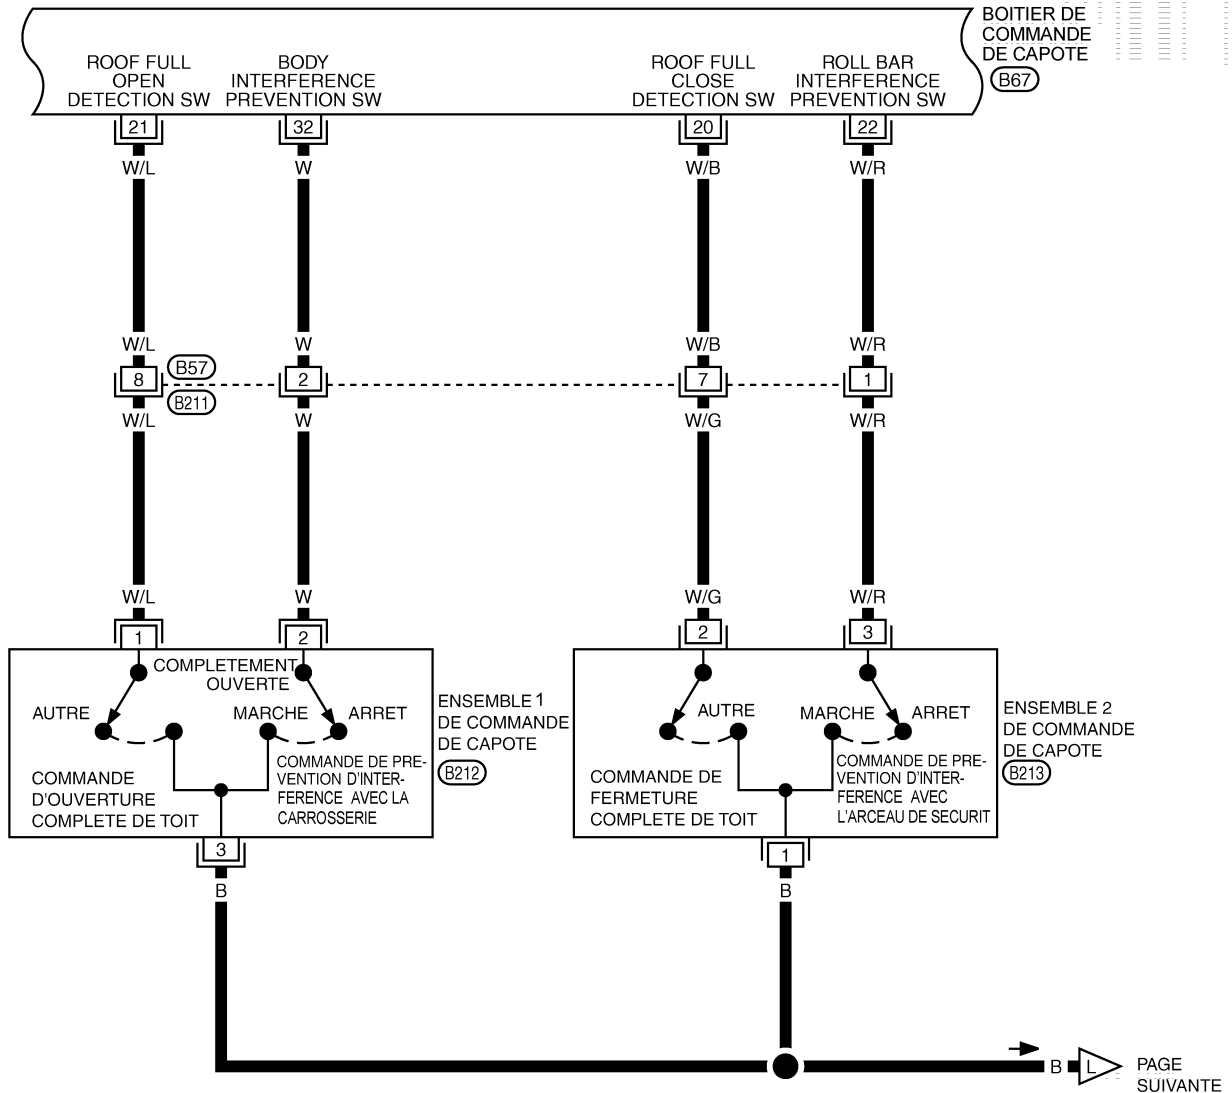 BOITIER DE
COMMANDE
DE CAPOTE
B67
ROOF FULL
OPEN
DETECTION SW
BODY
INTERFERENCE
PREVENTION SW
ROOF FULL
CLOSE
DETECTION SW
ROLL BAR
INTERFERENCE
PREVENTION SW
21 32 20 22
W/L W W/B W/R
W/L W W/B W/R
B57
8 2 7 1
B211
W/L W W/G W/R
W/L W W/G W/R
1 2 2 3
COMPLETEMENT
OUVERTE
AUTRE MARCHE ARRET
COMMANDE
D'OUVERTURE
COMPLETE DE TOIT
COMMANDE DE PRE-
VENTION D'INTER-
FERENCE AVEC LA
CARROSSERIE
ENSEMBLE 1
DE COMMANDE
DE CAPOTE
B212
AUTRE MARCHE ARRET
COMMANDE DE
FERMETURE
COMPLETE DE TOIT
COMMANDE DE PRE-
VENTION D'INTER-
FERENCE AVEC
L'ARCEAU DE SECURIT
ENSEMBLE 2
DE COMMANDE
DE CAPOTE
B213
3 1
B B
B L
PAGE
SUIVANTE